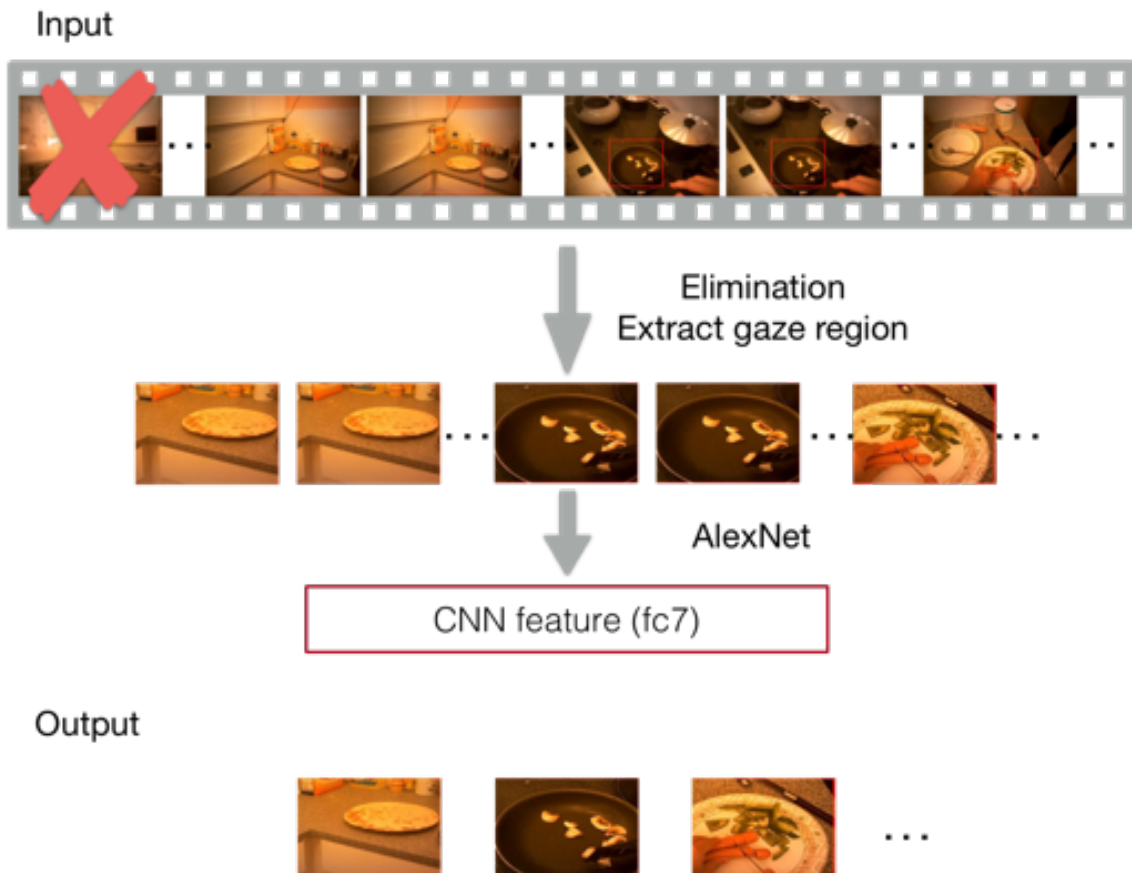 Input
Elimination
Extract gaze region
AlexNet
CNN feature (fc7)
Output